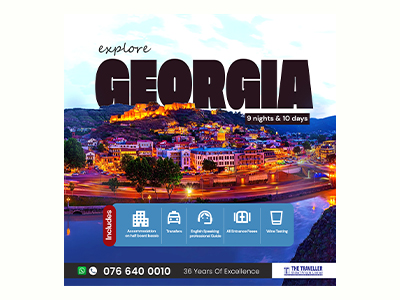 explore
GEORGIA
9 nights & 10 days
Includes
Accommodation
on half board basis
Transfers
English Speaking
professional Guide
All Entrance Fees
Wine Tasting
076 640 0010
36 Years Of Excellence
THE TRAVELLER